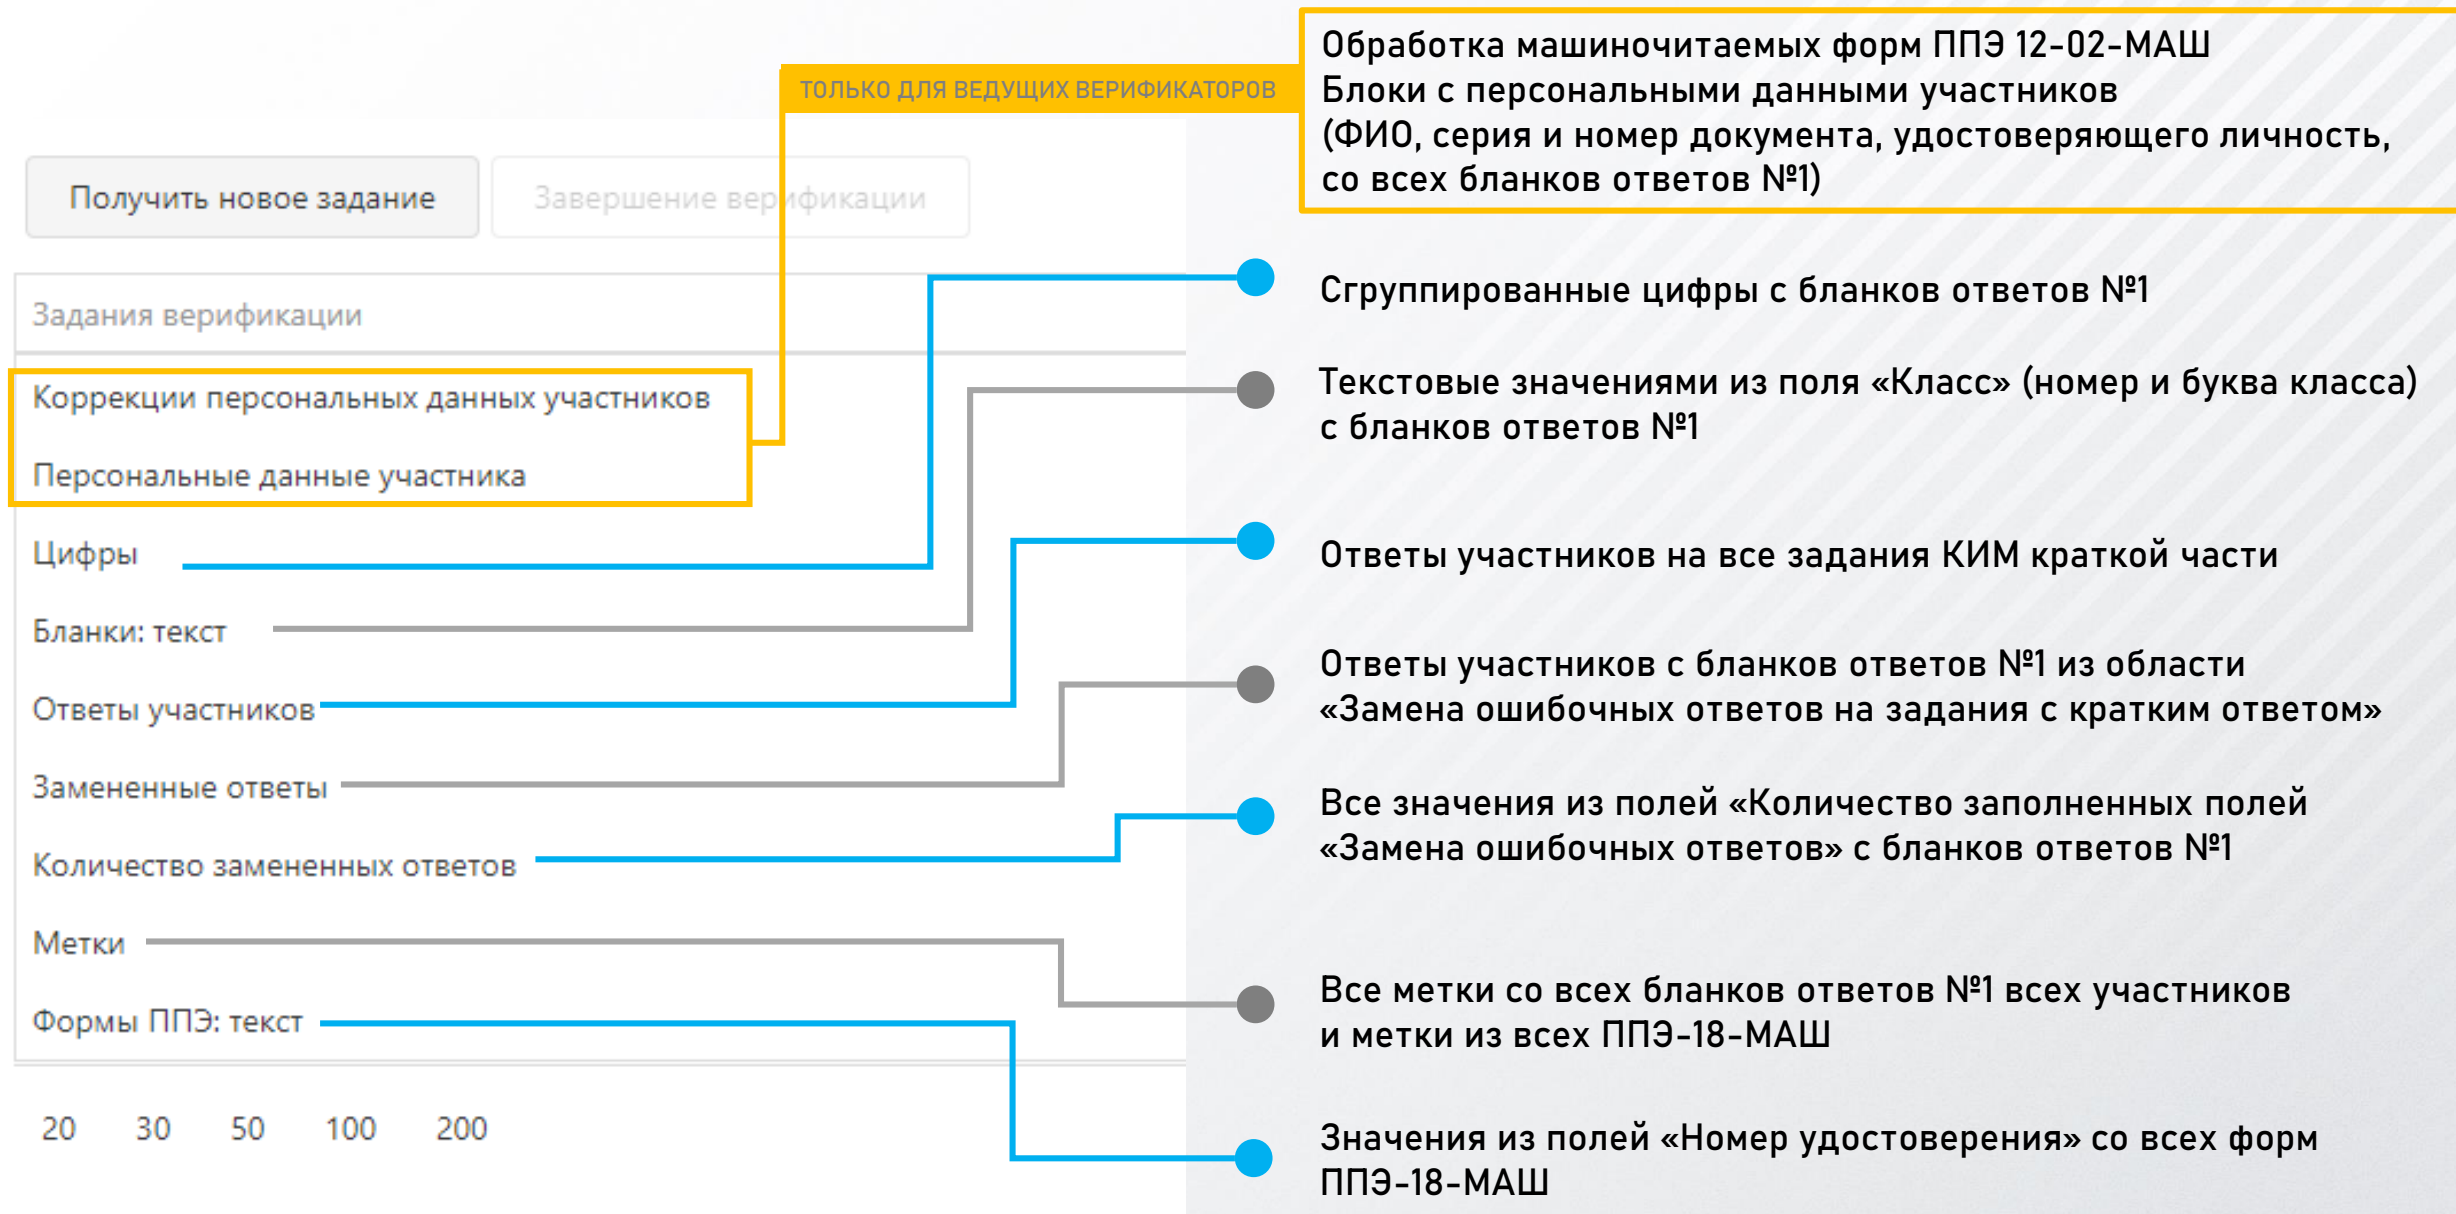 Обработка машиночитаемых форм ППЭ 12-02-МАШ
Блоки с персональными данными участников
(ФИО, серия и номер документа, удостоверяющего личность,
со всех бланков ответов №1)
ТОЛЬКО ДЛЯ ВЕДУЩИХ ВЕРИФИКАТОРОВ
Получить новое задание
Завершение верификации
Задания верификации
Коррекции персональных данных участников
Персональные данные участника
Цифры
Бланки: текст
Ответы участников
Замененные ответы
Количество замененных ответов
Метки
Формы ППЭ: текст
20 30 50 100 200
Сгруппированные цифры с бланков ответов №1
Текстовые значениями из поля «Класс» (номер и буква класса)
с бланков ответов №1
Ответы участников на все задания КИМ краткой части
Ответы участников с бланков ответов №1 из области
«Замена ошибочных ответов на задания с кратким ответом»
Все значения из полей «Количество заполненных полей
«Замена ошибочных ответов» с бланков ответов №1
Все метки со всех бланков ответов №1 всех участников
и метки из всех ППЭ-18-МАШ
Значения из полей «Номер удостоверения» со всех форм
ППЭ-18-МАШ